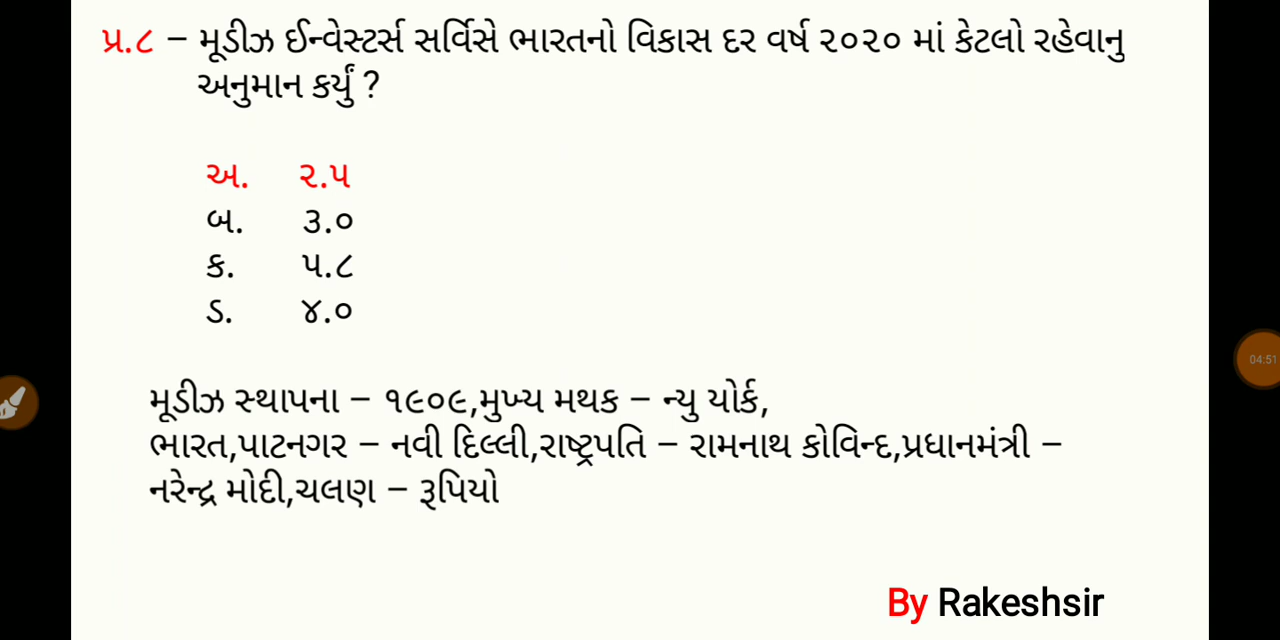 પ્ર.૮ – મૂડીઝ ઈન્વેસ્ટર્સ સર્વિસે ભારતનો વિકાસ દર વર્ષ ૨૦૨૦ માં કેટલો રહેવાનુ
અનુમાન કર્યું ?
અ. ૨.૫
બ. ૩.૦
ક. ૫.૮
ડ. ૪.૦
મૂડીઝ સ્થાપના – ૧૯૦૯,મુખ્ય મથક – ન્યુ યોર્ક,
ભારત,પાટનગર – નવી દિલ્લી,રાષ્ટ્રપતિ – રામનાથ કોવિન્દ,પ્રધાનમંત્રી –
નરેન્દ્ર મોદી,ચલણ – રૂપિયો
04:51
By Rakeshsir